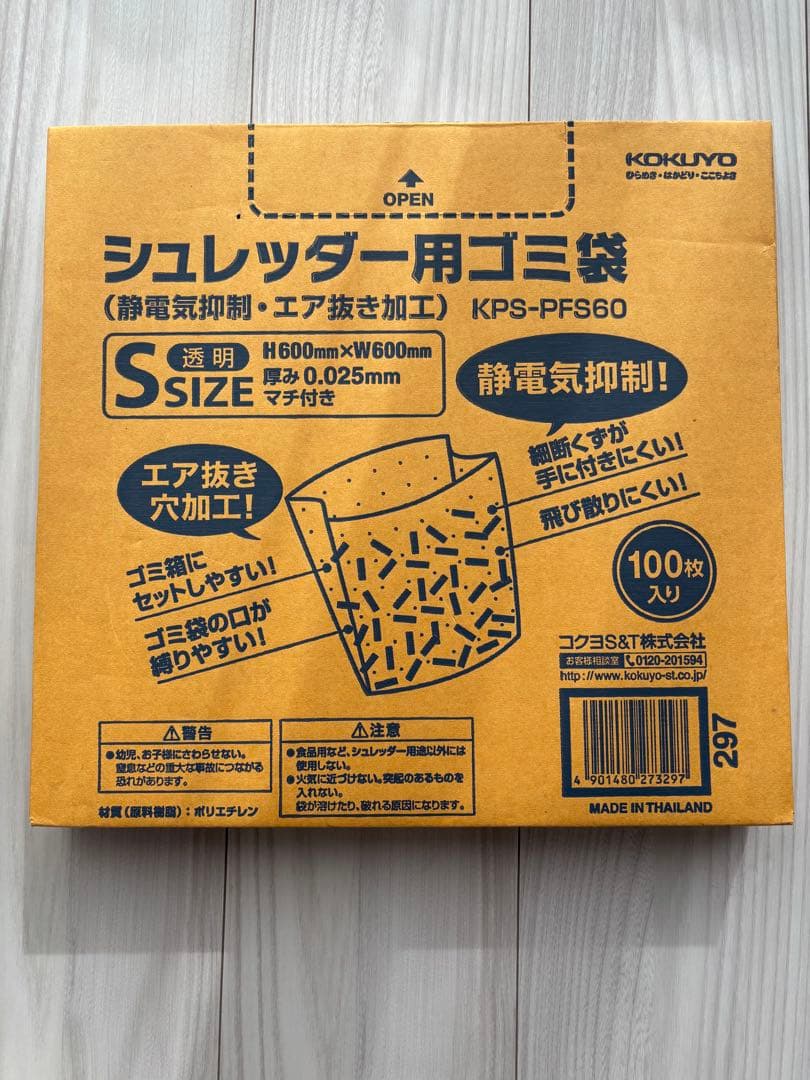 KOKUYO
ひらめき・はかどり・ここちよさ
OPEN
シュレッダー用ゴミ袋
(静電気抑制・エア抜き加工) KPS-PFS60
S SIZE
透明
H600mm×W600mm
厚み0.025mm
マチ付き
静電気抑制!
細断くずが
手に付きにくい!
飛び散りにくい!
エア抜き
穴加工!
ゴミ箱に
セットしやすい!
ゴミ袋の口が
縛りやすい!
100枚
入り
コクヨS&T株式会社
お客様相談室 0120-201594
http://www.kokuyo-st.co.jp/
4 901480 273297
297
MADE IN THAILAND
⚠警告
●幼児、お子様にさわらせない。
窒息などの重大な事故につながる
恐れがあります。
⚠注意
●食品用など、シュレッダー用途以外には
使用しない。
●火気に近づけない。突起のあるものを
入れない。
袋が溶けたり、破れる原因になります。
材質(原料樹脂):ポリエチレン